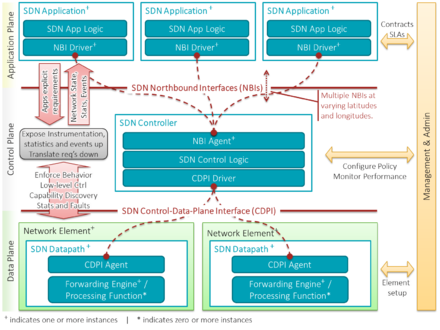 Application Plane
SDN Application+
SDN App Logic
NBI Driver+
SDN Application+
SDN App Logic
NBI Driver+
SDN Application+
SDN App Logic
NBI Driver+
Contracts
SLAs
Apps explicit
requirements
Network State,
Stats, Events
SDN Northbound Interfaces (NBIs)
Multiple NBIs at
varying latitudes
and longitudes.
Control Plane
Expose Instrumentation,
statistics and events up
Translate req's down
SDN Controller
NBI Agent+
SDN Control Logic
CDPI Driver
Enforce Behavior
Low-level Ctrl
Capability Discovery
Stats and Faults
Configure Policy
Monitor Performance
Management & Admin
SDN Control-Data-Plane Interface (CDPI)
Data Plane
Network Element+
SDN Datapath+
CDPI Agent
Forwarding Engine* /
Processing Function*
Network Element
SDN Datapath+
CDPI Agent
Forwarding Engine* /
Processing Function*
Element
setup
+ indicates one or more instances | * indicates zero or more instances